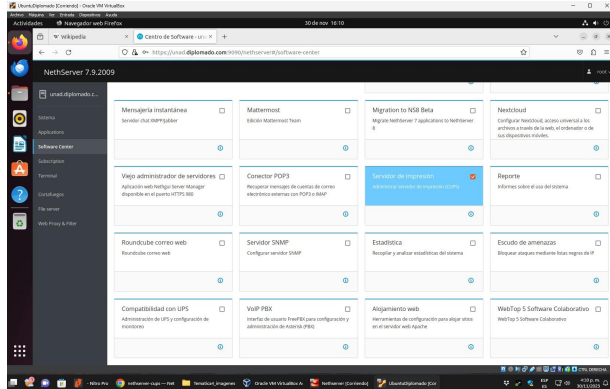 UbuntuDiplomado [Corriendo] - Oracle VM VirtualBox
Archivo Máquina Ver Entrada Dispositivos Ayuda
Actividades Navegador web Firefox 30 de nov 16:10
Wikipedia Centro de Software - una
https://unad.diplomado.com:9090/nethserver#/software-center
NethServer 7.9.2009 root
unad.diplomado.c...
Sistema
Applications
Software Center
Subscription
Terminal
Cortafuegos
File server
Web Proxy & Filter
Mensajería instantánea
Servidor chat XMPP/Jabber
Mattermost
Edición Mattermost Team
Migration to NS8 Beta
Migrate NethServer 7 applications to NethServer 8
Nextcloud
Configurar Nextcloud, acceso universal a los archivos a través de la web, el ordenador o de sus dispositivos móviles.
Viejo administrador de servidores
Aplicación web Nethgui Server Manager disponible en el puerto HTTPS 980
Conector POP3
Recuperar mensajes de cuentas de correo electrónico externas con POP3 o IMAP
Servidor de impresión
Administrar servidor de impresión (CUPS)
Reporte
Informes sobre el uso del sistema
Roundcube correo web
Roundcube correo web
Servidor SNMP
Configurar servidor SNMP
Estadística
Recopilar y analizar estadísticas del sistema
Escudo de amenazas
Bloquear ataques mediante listas negras de IP
Compatibilidad con UPS
Administración de UPS y configuración de monitoreo
VoIP PBX
Interfaz de usuario FreePBX para configuración y administración de Asterisk (PBX)
Alojamiento web
Herramientas de configuración para alojar sitios en el servidor web Apache
WebTop 5 Software Colaborativo
WebTop 5 Software Colaborativo
CTRL DERECHA
- Nitro Pro nethserver-cups — Net Tematica4_imagenes Oracle VM VirtualBox A Nethserver [Corriendo] UbuntuDiplomado [Cor ESP ES 4:10 p. m. 30/11/2023